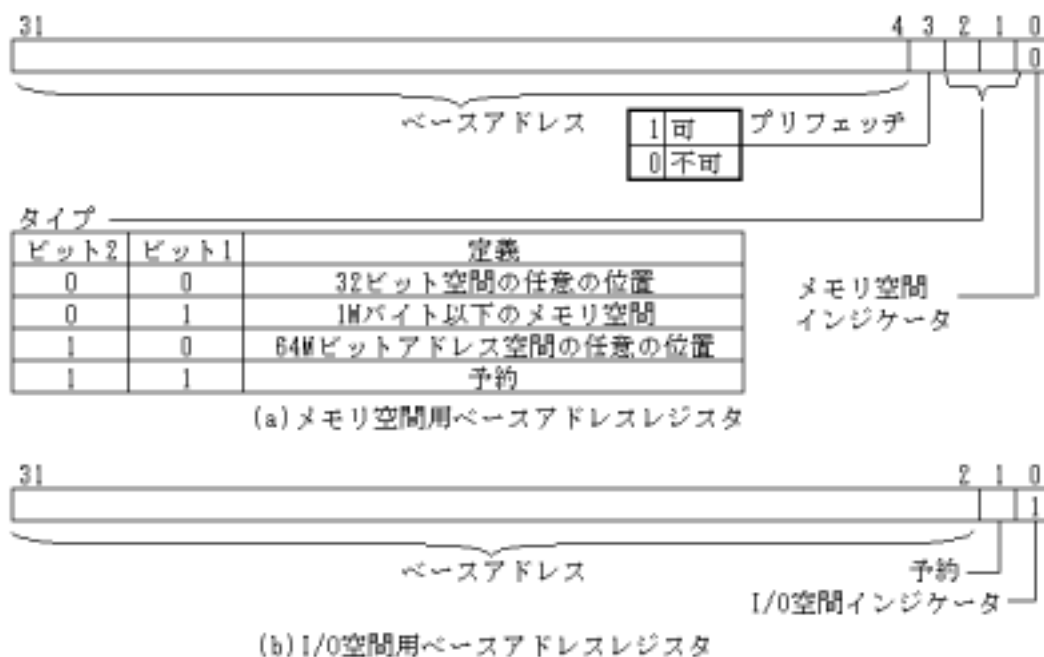 31 4 3 2 1 0
0
ベースアドレス
1 可 プリフェッチ
0 不可
タイプ
ビット2 ビット1 定義
0 0 32ビット空間の任意の位置
0 1 1Mバイト以下のメモリ空間
1 0 64Mビットアドレス空間の任意の位置
1 1 予約
メモリ空間
インジケータ
(a)メモリ空間用ベースアドレスレジスタ
31 2 1 0
1
ベースアドレス
予約
I/O空間インジケータ
(b)I/O空間用ベースアドレスレジスタ